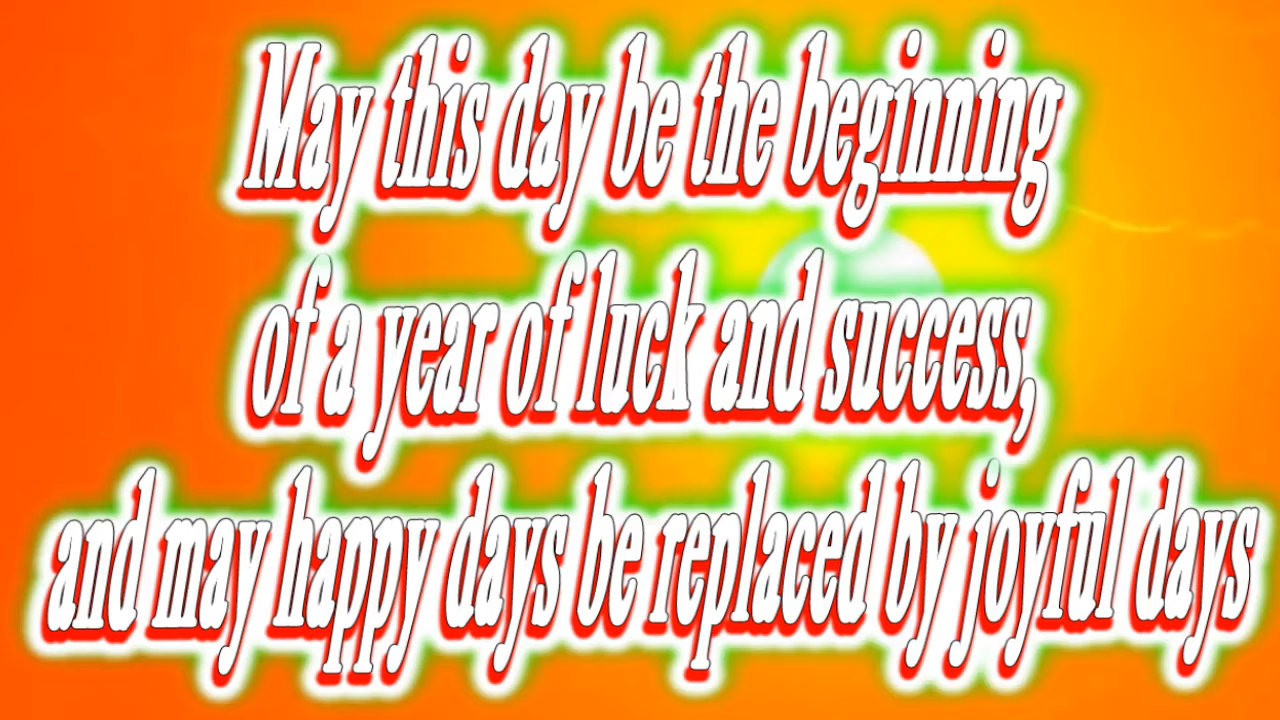 May this day be the beginning
of a year of luck and success,
and may happy days be replaced by joyful days